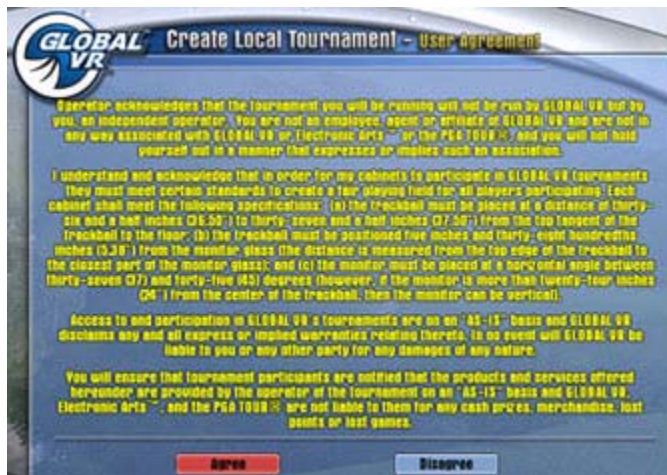 GLOBAL VR
Create Local Tournament - User Agreement
Operator acknowledges that the tournament you will be running will not be run by GLOBAL VR but by
you, an independent operator. You are not an employee, agent or affiliate of GLOBAL VR and are not in
any way associated with GLOBAL VR or Electronic Arts™ or the PGA TOUR®, and you will not hold
yourself out in a manner that expresses or implies such an association.
I understand and acknowledge that in order for my cabinets to participate in GLOBAL VR tournaments
they must meet certain standards to create a fair playing field for all players participating. Each
cabinet shall meet the following specifications: (a) the trackball must be placed at a distance of thirty-
six and a half inches (36.50") to thirty-seven and a half inches (37.50") from the top tangent of the
trackball to the floor; (b) the trackball must be positioned five inches and thirty-eight hundredths
inches (5.38") from the monitor glass (the distance is measured from the top edge of the trackball to
the closest part of the monitor glass); and (c) the monitor must be placed at a horizontal angle between
thirty-seven (37) and forty-five (45) degrees (however, if the monitor is more than twenty-four inches
(24") from the center of the trackball, then the monitor can be vertical).
Access to and participation in GLOBAL VR's tournaments are on an "AS-IS" basis and GLOBAL VR
disclaims any and all express or implied warranties relating thereto. In no event will GLOBAL VR be
liable to you or any other party for any damages of any nature.
You will ensure that tournament participants are notified that the products and services offered
hereunder are provided by the operator of the tournament on an "AS-IS" basis and GLOBAL VR,
Electronic Arts™, and the PGA TOUR® are not liable to them for any cash prizes, merchandise, lost
points or lost games.
Agree
Disagree